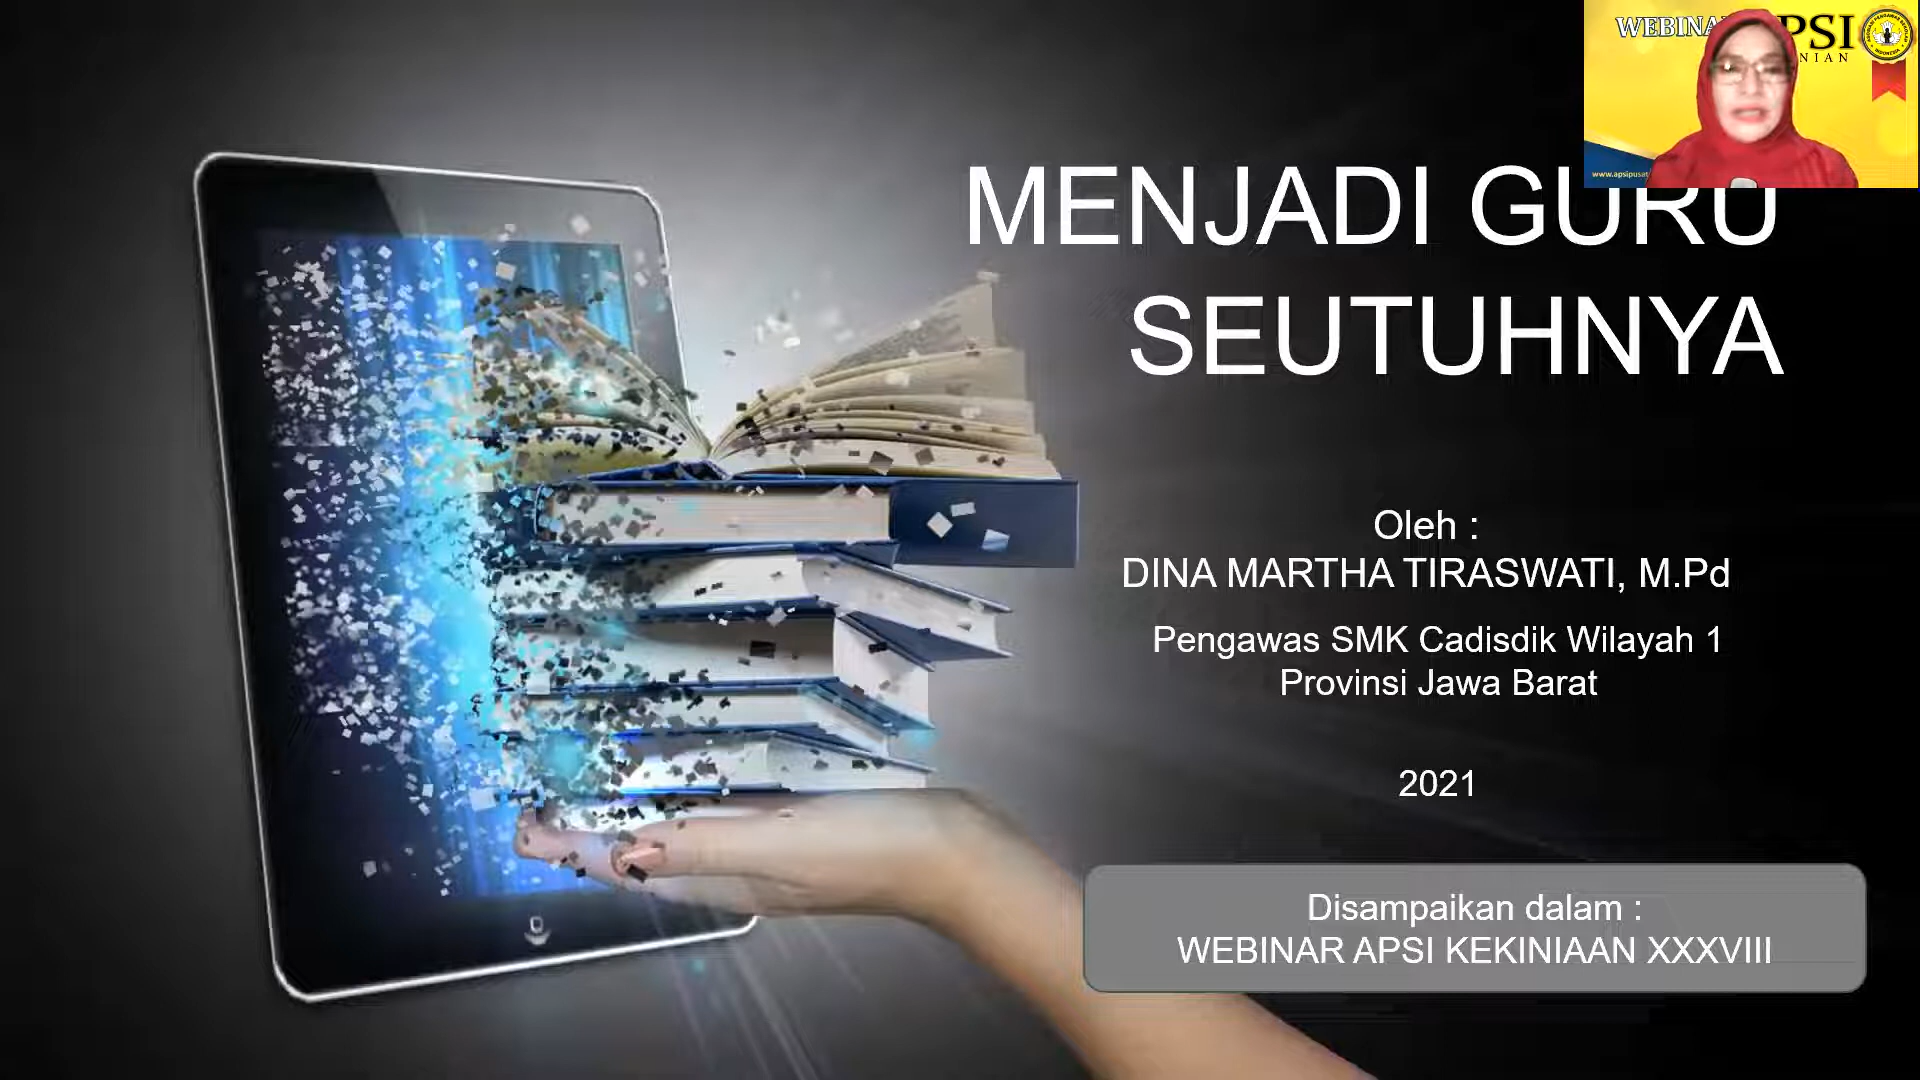 MENJADI GURU
SEUTUHNYA
Oleh :
DINA MARTHA TIRASWATI, M.Pd
Pengawas SMK Cadisdik Wilayah 1
Provinsi Jawa Barat
2021
Disampaikan dalam :
WEBINAR APSI KEKINIAAN XXXVIII